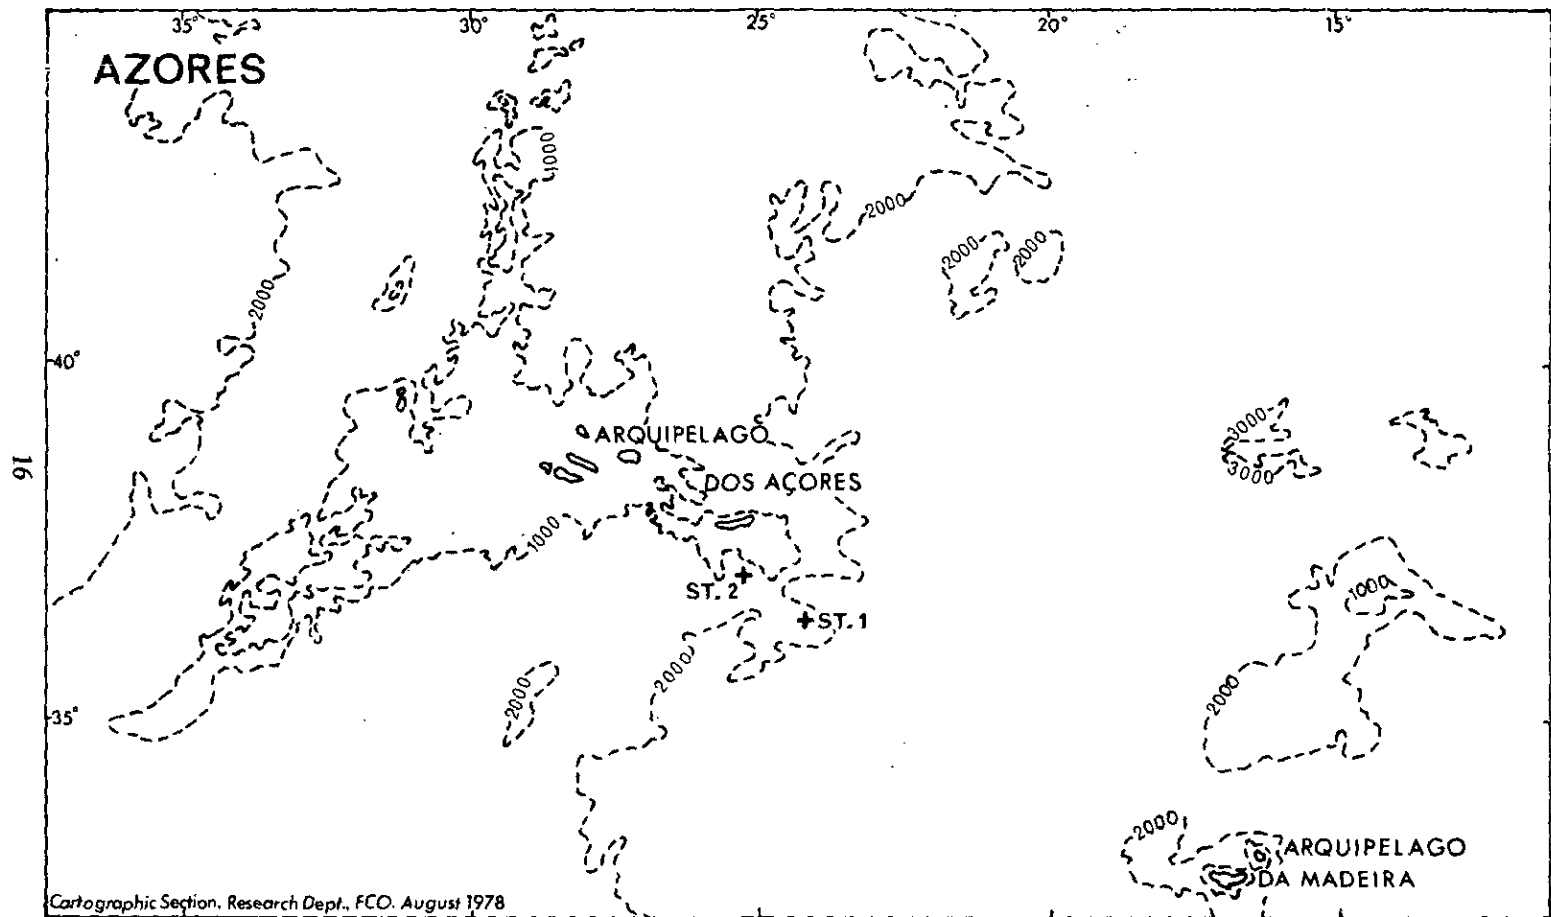 35° 30° 25° 20° 15°
AZORES
1000
2000
2000
2000
2000
40°
3000
3000
ARQUIPELAGO
DOS AÇORES
16
1000
ST. 2
1000
ST. 1
2000
2000
2000
35°
2000
ARQUIPELAGO
DA MADEIRA
Cartographic Section. Research Dept., FCO. August 1978